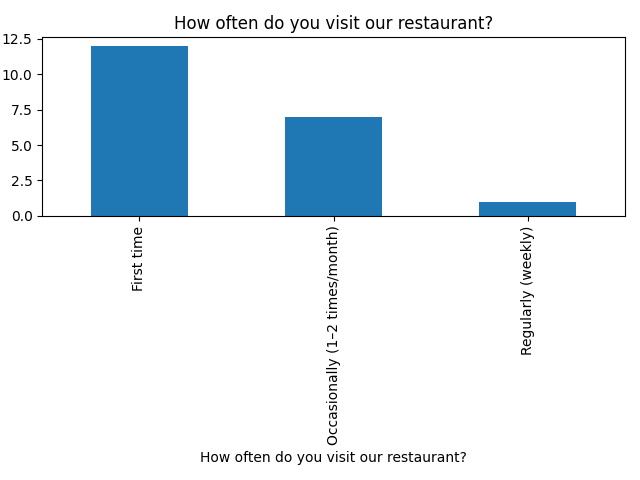 How often do you visit our restaurant?
12.5
10.0
7.5
5.0
2.5
0.0
First time
Occasionally (1–2 times/month)
Regularly (weekly)
How often do you visit our restaurant?